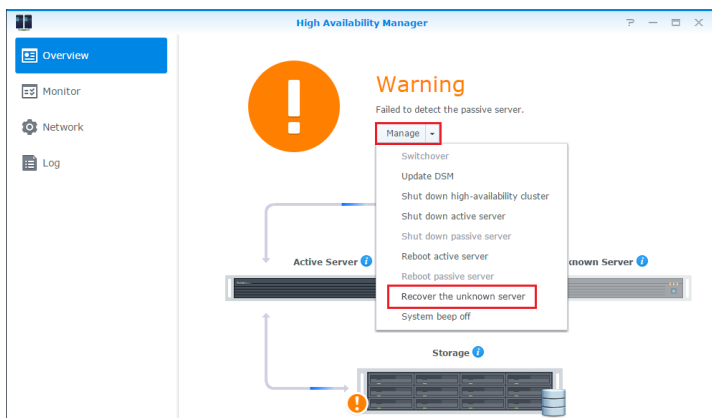 High Availability Manager
Overview
Monitor
Network
Log
Warning
Failed to detect the passive server.
Manage
Switchover
Update DSM
Shut down high-availability cluster
Shut down active server
Shut down passive server
Reboot active server
Reboot passive server
Recover the unknown server
System beep off
Active Server
known Server
Storage